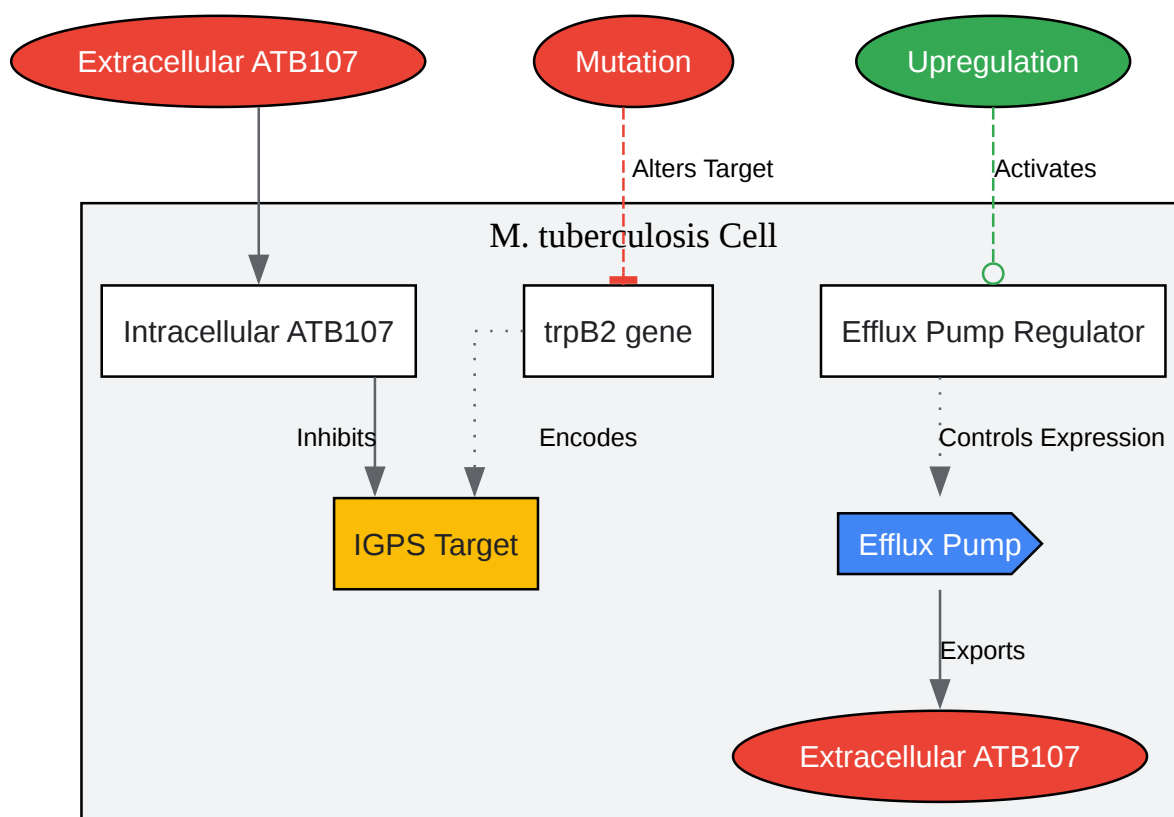 Extracellular ATB107
Mutation
Upregulation
Alters Target
Activates
M. tuberculosis Cell
Intracellular ATB107
trpB2 gene
Efflux Pump Regulator
Inhibits
Encodes
Controls Expression
IGPS Target
Efflux Pump
Exports
Extracellular ATB107